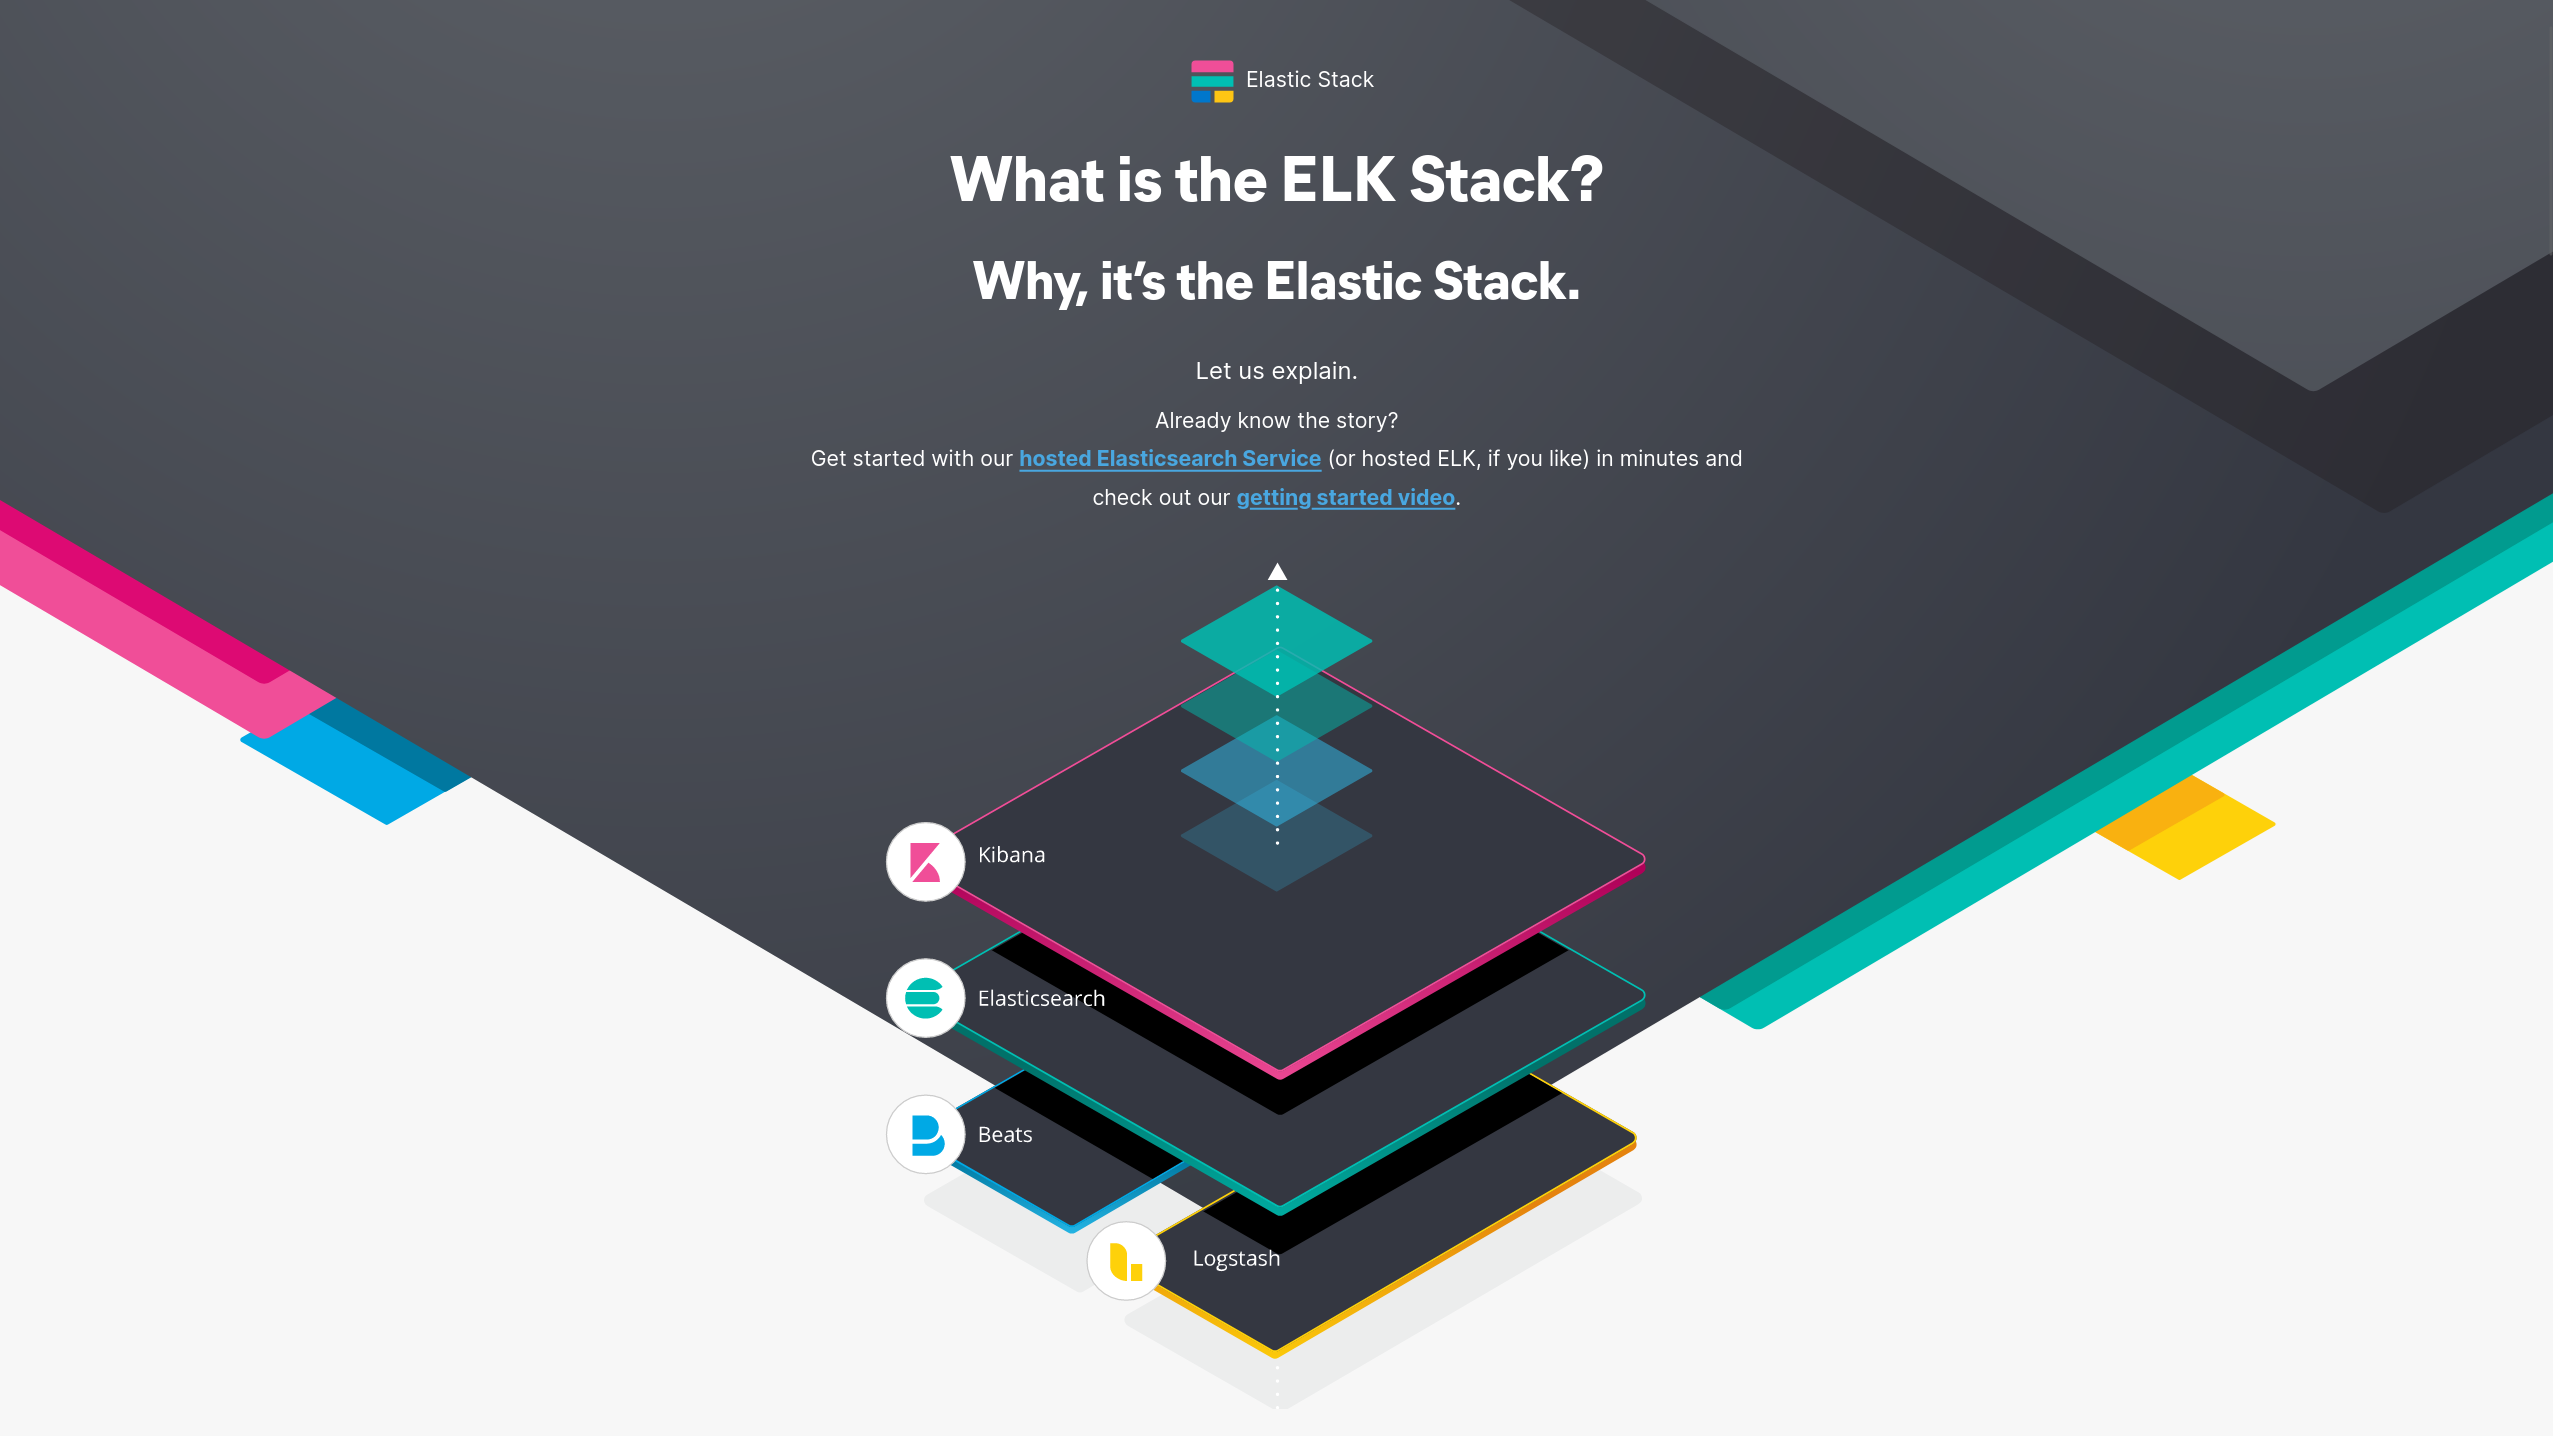 Elastic Stack
What is the ELK Stack?
Why, it’s the Elastic Stack.
Let us explain.
Already know the story?
Get started with our hosted Elasticsearch Service (or hosted ELK, if you like) in minutes and
check out our getting started video.
Kibana
Elasticsearch
Beats
Logstash